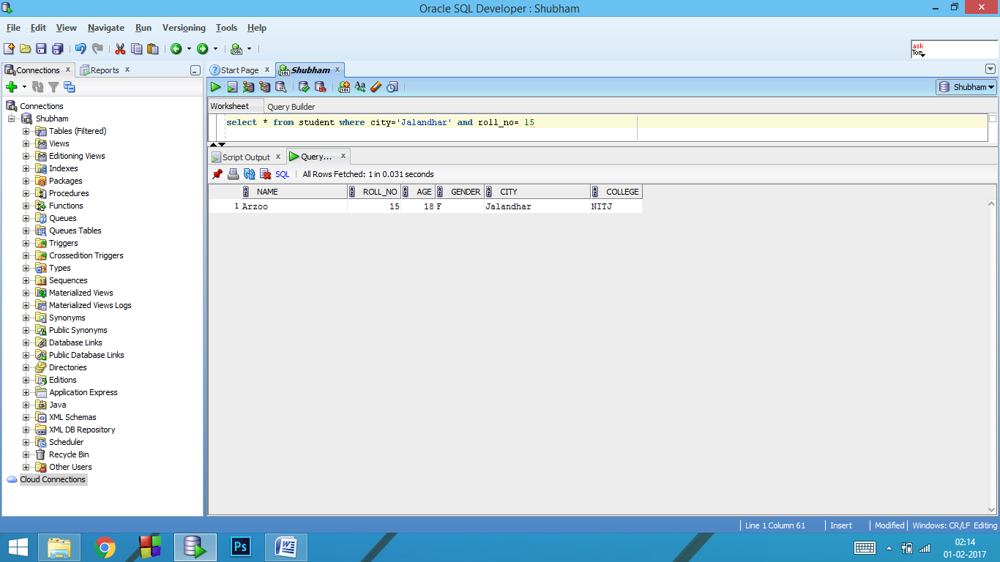 Oracle SQL Developer : Shubham
File Edit View Navigate Run Versioning Tools Help
ask
Tom
Connections x Reports x
Start Page x Shubham x
SQL
Shubham
Worksheet Query Builder
select * from student where city='Jalandhar' and roll_no= 15
Script Output x Query... x
SQL | All Rows Fetched: 1 in 0.031 seconds
NAME ROLL_NO AGE GENDER CITY COLLEGE
1 Arzoo 15 18 F Jalandhar NITJ
Connections
Shubham
Tables (Filtered)
Views
Editioning Views
Indexes
Packages
Procedures
Functions
Queues
Queues Tables
Triggers
Crossedition Triggers
Types
Sequences
Materialized Views
Materialized Views Logs
Synonyms
Public Synonyms
Database Links
Public Database Links
Directories
Editions
Application Express
Java
XML Schemas
XML DB Repository
Scheduler
Recycle Bin
Other Users
Cloud Connections
Line 1 Column 61 | Insert | Modified | Windows: CR/LF Editing
Ps
02:14
01-02-2017